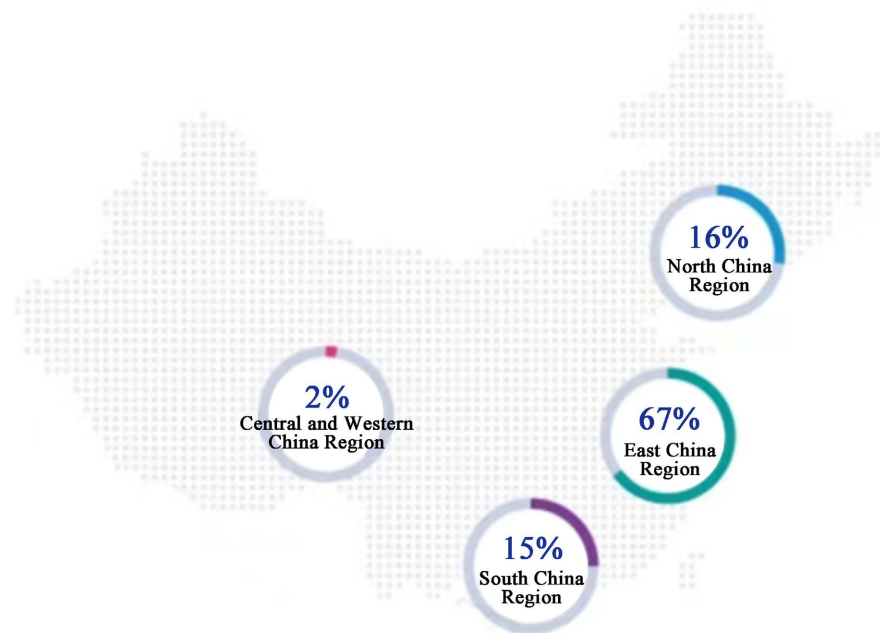 16%
North China
Region
2%
Central and Western
China Region
67%
East China
Region
15%
South China
Region